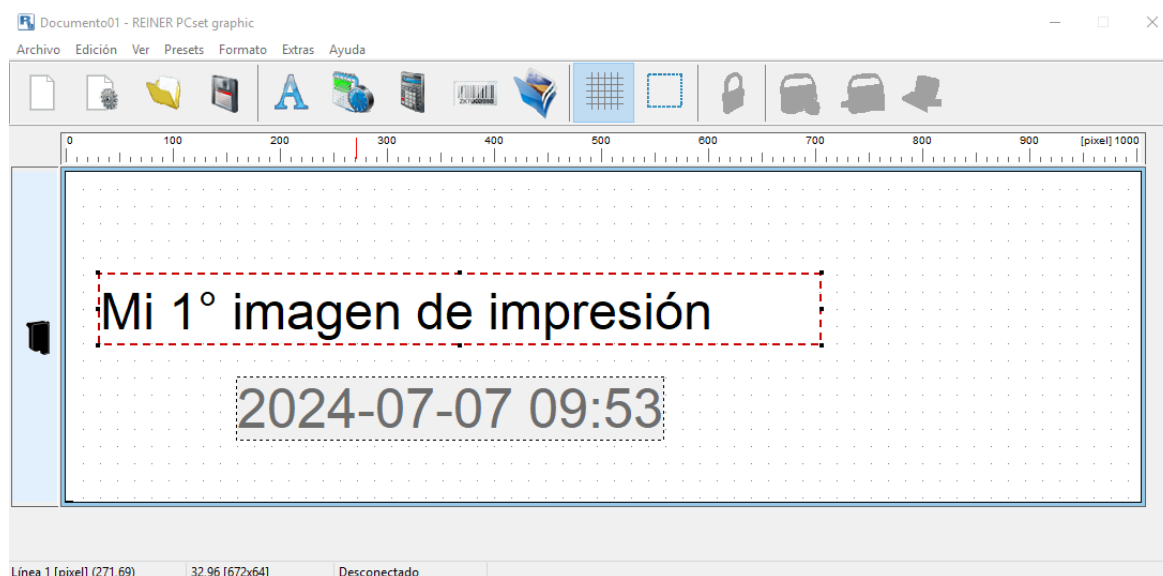 Documento01 - REINER PCset graphic
Archivo Edición Ver Presets Formato Extras Ayuda
0 100 200 300 400 500 600 700 800 900 [pixel] 1000
Mi 1° imagen de impresión
2024-07-07 09:53
Línea 1 [pixel] (271,69) 32,96 [672x64] Desconectado